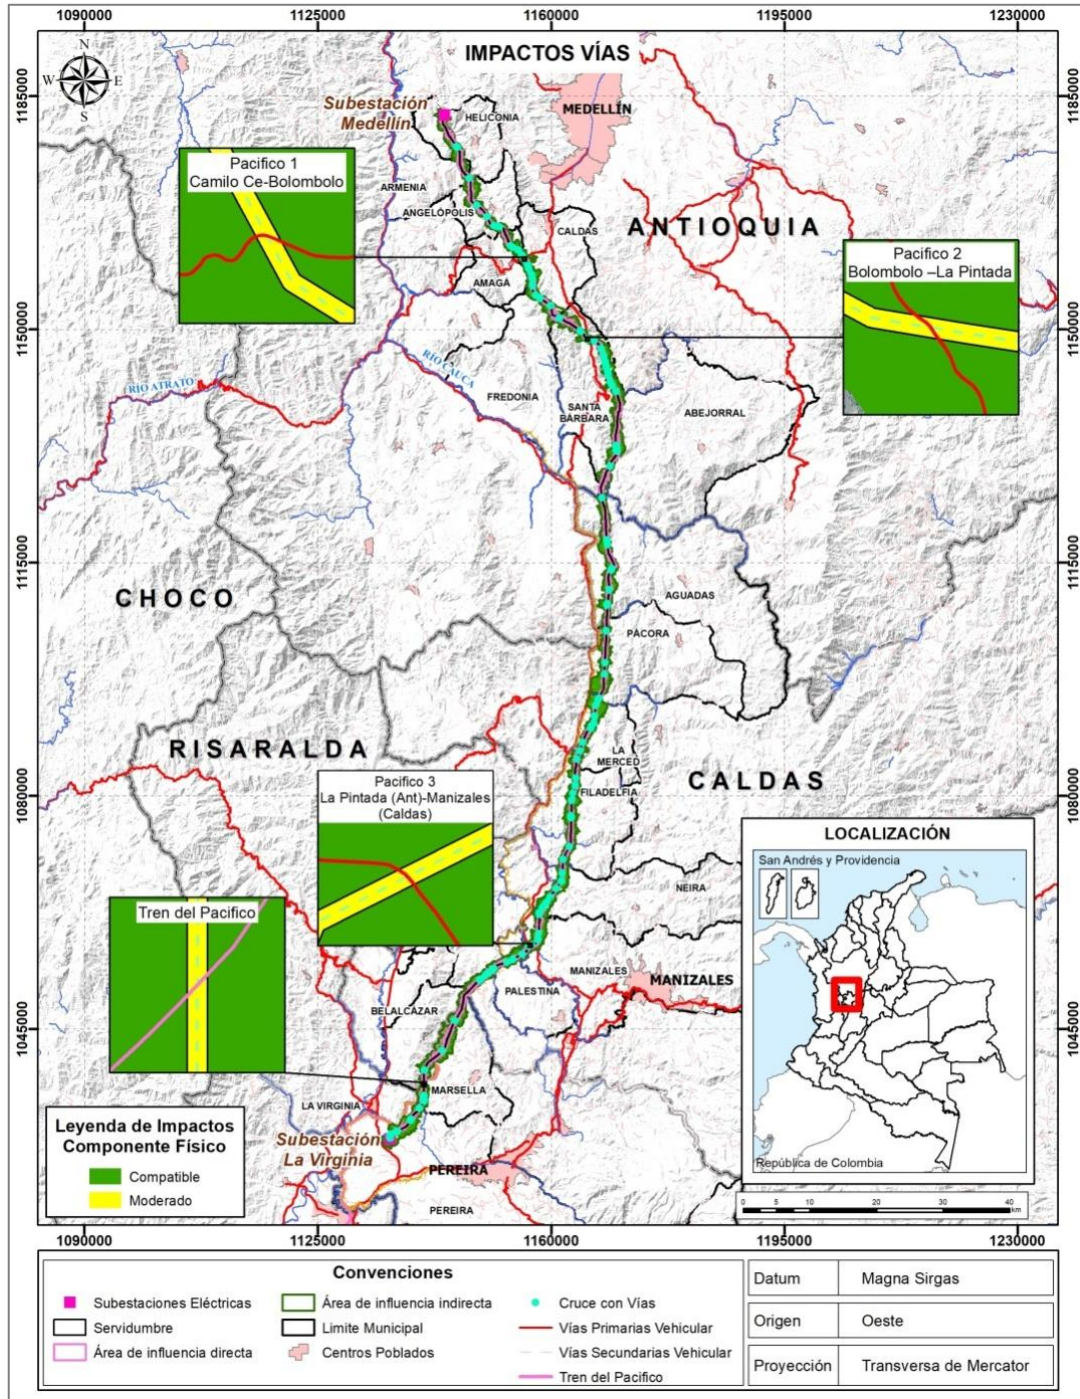 1090000
1125000
1160000
1195000
1230000
IMPACTOS VÍAS
N
W
E
S
1185000
1185000
Subestación
Medellín
HELICONIA
MEDELLÍN
Pacifico 1
Camilo Ce-Bolombolo
ARMENIA
ANGELÓPOLIS
CALDAS
ANTIOQUIA
Pacifico 2
Bolombolo –La Pintada
AMAGÁ
1150000
1150000
RÍO CAUCA
RÍO ATRATO
FREDONIA
SANTA
BÁRBARA
ABEJORRAL
1115000
1115000
CHOCO
AGUADAS
PÁCORA
RISARALDA
LA
MERCED
CALDAS
FILADELFIA
1080000
1080000
Pacifico 3
La Pintada (Ant)-Manizales
(Caldas)
LOCALIZACIÓN
San Andrés y Providencia
NEIRA
Tren del Pacifico
MANIZALES
MANIZALES
PALESTINA
BELALCÁZAR
1045000
1045000
MARSELLA
LA VIRGINIA
Leyenda de Impactos
Componente Físico
Compatible
Moderado
Subestación
La Virginia
PEREIRA
PEREIRA
República de Colombia
0 5 10 20 30 40
km
1090000
1125000
1160000
1195000
1230000
Convenciones
Subestaciones Eléctricas
Servidumbre
Área de influencia directa
Área de influencia indirecta
Limite Municipal
Centros Poblados
Cruce con Vías
Vías Primarias Vehicular
Vías Secundarias Vehicular
Tren del Pacifico
Datum Magna Sirgas
Origen Oeste
Proyección Transversa de Mercator